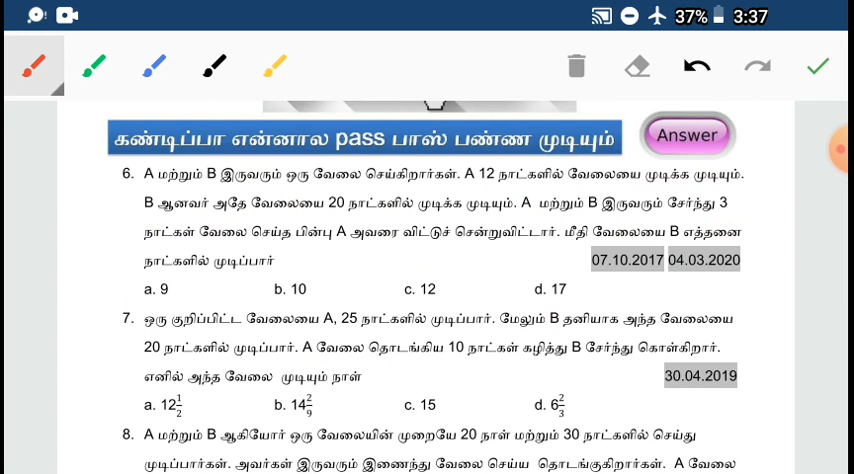 37% 3:37
கண்டிப்பா என்னால pass பாஸ் பண்ண முடியும் Answer
6. A மற்றும் B இருவரும் ஒரு வேலை செய்கிறார்கள். A 12 நாட்களில் வேலையை முடிக்க முடியும்.
B ஆனவர் அதே வேலையை 20 நாட்களில் முடிக்க முடியும். A மற்றும் B இருவரும் சேர்ந்து 3
நாட்கள் வேலை செய்த பின்பு A அவரை விட்டுச் சென்றுவிட்டார். மீதி வேலையை B எத்தனை
நாட்களில் முடிப்பார் 07.10.2017 04.03.2020
a. 9 b. 10 c. 12 d. 17
7. ஒரு குறிப்பிட்ட வேலையை A, 25 நாட்களில் முடிப்பார். மேலும் B தனியாக அந்த வேலையை
20 நாட்களில் முடிப்பார். A வேலை தொடங்கிய 10 நாட்கள் கழித்து B சேர்ந்து கொள்கிறார்.
எனில் அந்த வேலை முடியும் நாள் 30.04.2019
a. 12½ b. 14 2/9 c. 15 d. 6⅔
8. A மற்றும் B ஆகியோர் ஒரு வேலையின் முறையே 20 நாள் மற்றும் 30 நாட்களில் செய்து
முடிப்பார்கள். அவர்கள் இருவரும் இணைந்து வேலை செய்ய தொடங்குகிறார்கள். A வேலை